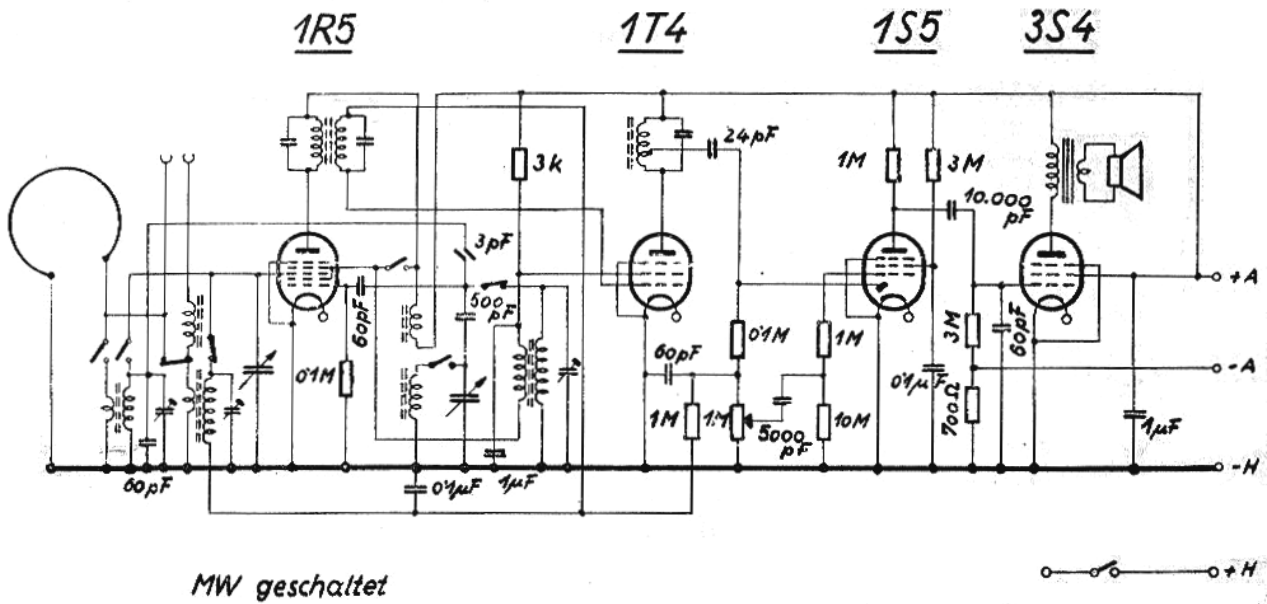 1R5
1T4
1S5
3S4
24pF
3k
1M
3M
10.000 pF
3pF
+A
60pF
500 pF
0.1M
60pF
0.1M
1M
0.1µF
3M
60pF
-A
1M
1M
5000 pF
10M
700Ω
1µF
60pF
0.1µF
1µF
-H
MW geschaltet
+H